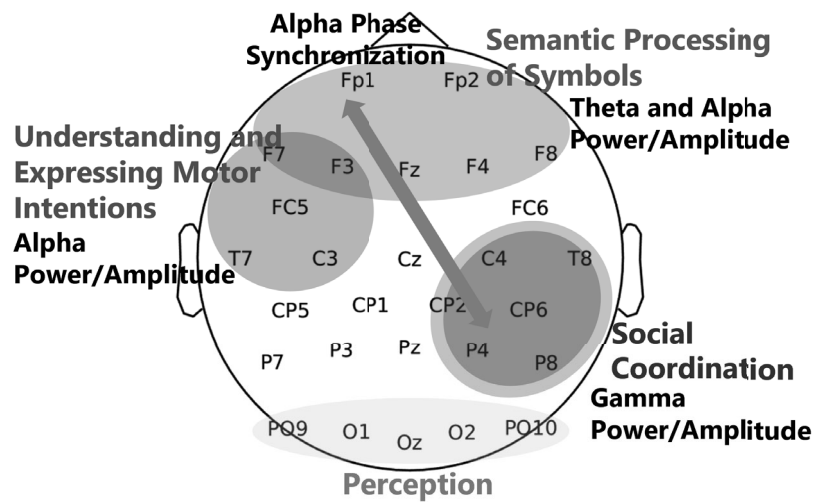 Alpha Phase
Synchronization
Semantic Processing
of Symbols
Fp1 Fp2
Theta and Alpha
Power/Amplitude
Understanding and
Expressing Motor
Intentions
F7 F3 Fz F4 F8
FC5 FC6
Alpha
Power/Amplitude
T7 C3 Cz C4 T8
CP5 CP1 CP2 CP6
P7 P3 Pz P4 P8
Social
Coordination
Gamma
Power/Amplitude
PO9 O1 Oz O2 PO10
Perception